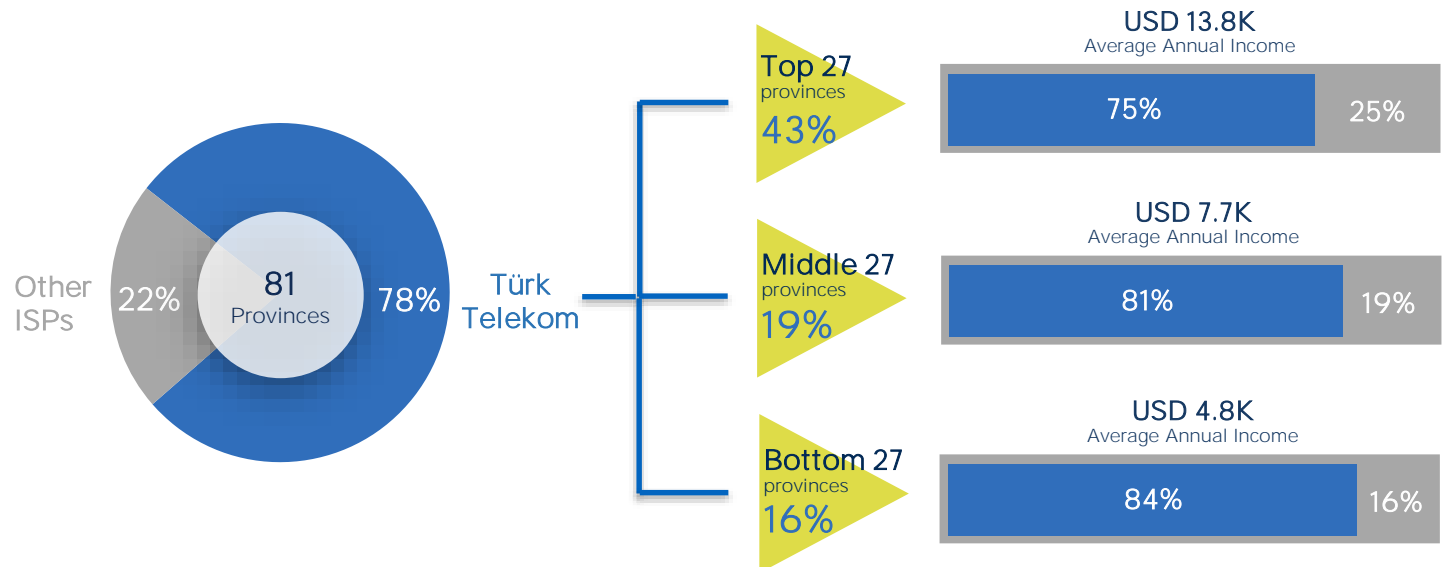 Other
ISPs
22%
81
Provinces
78%
Türk
Telekom
Top 27
provinces
43%
USD 13.8K
Average Annual Income
75%
25%
Middle 27
provinces
19%
USD 7.7K
Average Annual Income
81%
19%
Bottom 27
provinces
16%
USD 4.8K
Average Annual Income
84%
16%